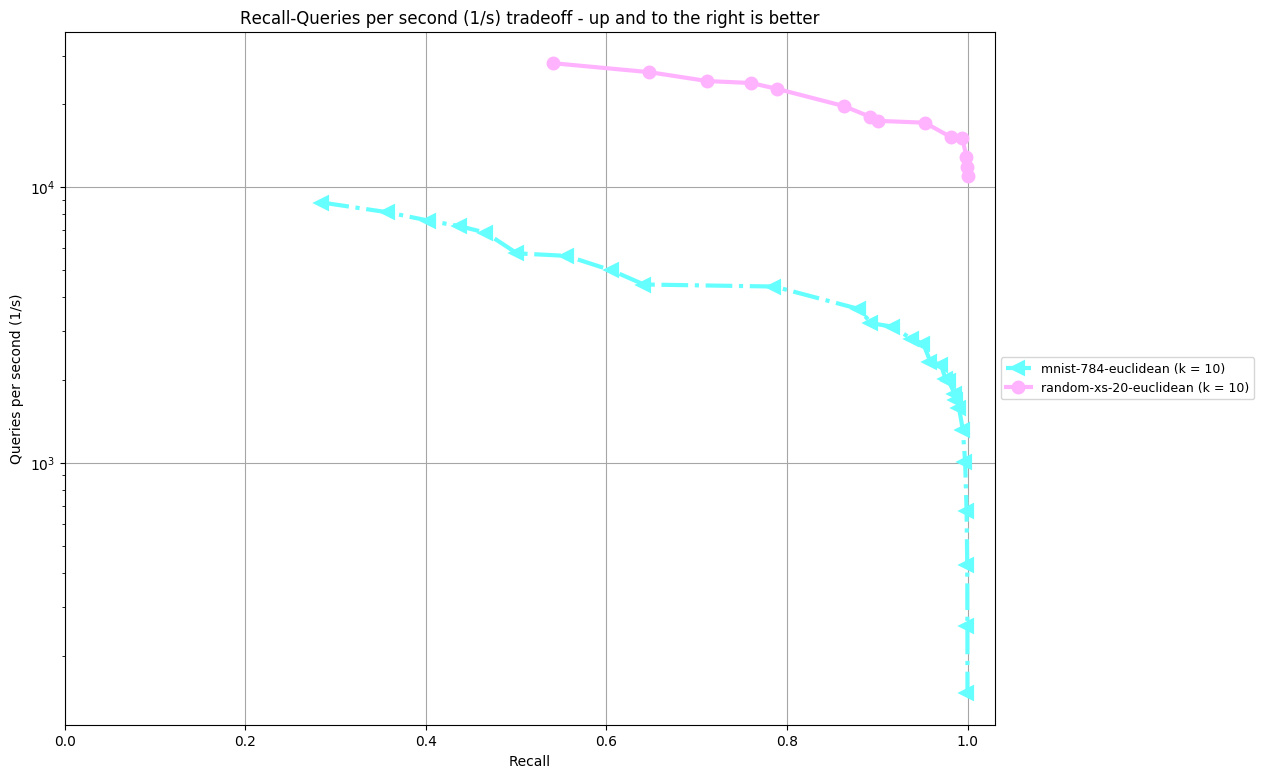 Recall-Queries per second (1/s) tradeoff - up and to the right is better
Queries per second (1/s)
10^4
10^3
0.0 0.2 0.4 0.6 0.8 1.0
Recall
mnist-784-euclidean (k = 10)
random-xs-20-euclidean (k = 10)